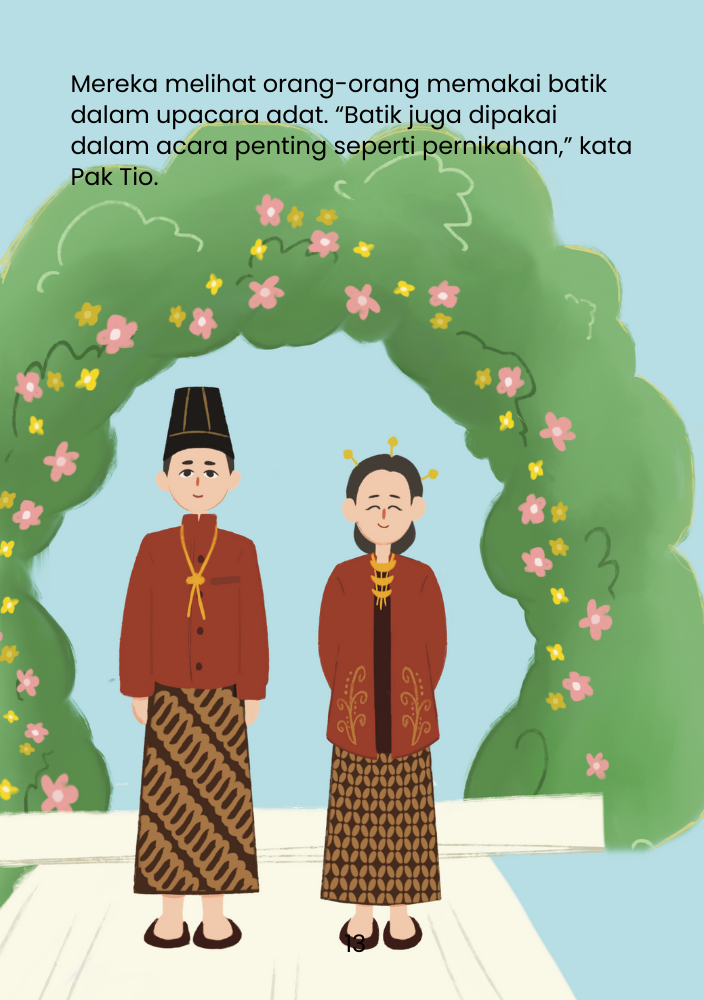 Mereka melihat orang-orang memakai batik
dalam upacara adat. “Batik juga dipakai
dalam acara penting seperti pernikahan,” kata
Pak Tio.
13